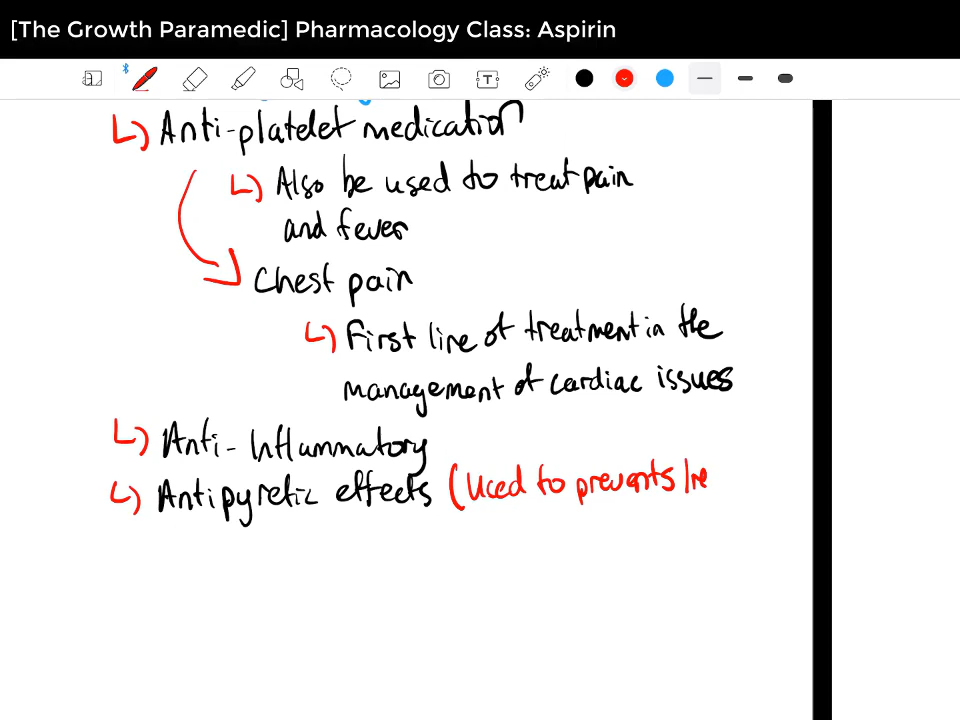 [The Growth Paramedic] Pharmacology Class: Aspirin
Anti-platelet medication
Also be used to treat pain
and fever
Chest pain
First line of treatment in the
management of cardiac issues
Anti-Inflammatory
Antipyretic effects (Used to prevents/re